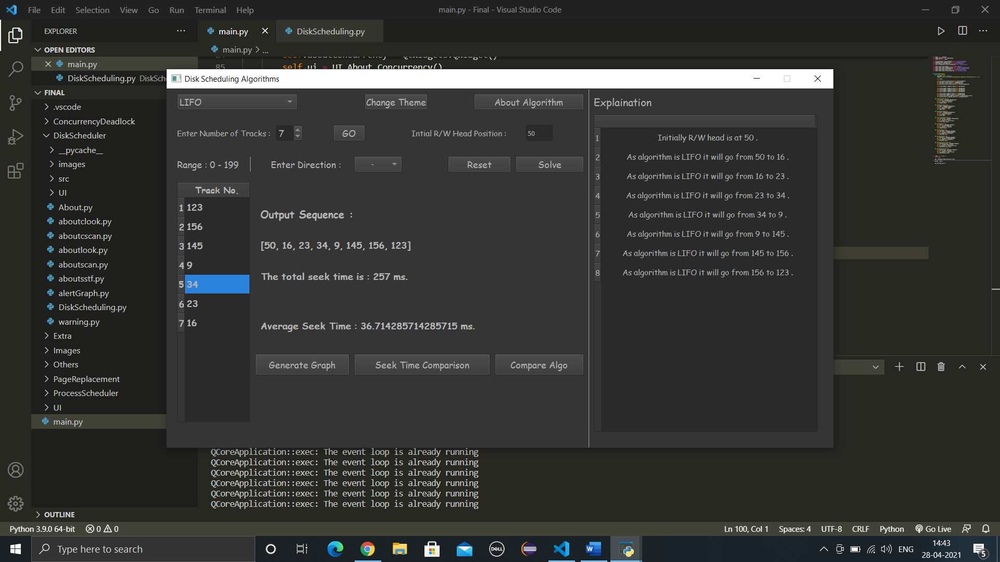 File Edit Selection View Go Run Terminal Help
main.py - Final - Visual Studio Code
EXPLORER
main.py
DiskScheduling.py
OPEN EDITORS
main.py > ...
main.py
85
self.ui = UI_About_Concurrency()
DiskScheduling.py DiskSch
FINAL
.vscode
ConcurrencyDeadlock
DiskScheduler
__pycache__
images
src
UI
About.py
aboutclook.py
aboutcscan.py
aboutlook.py
aboutscan.py
aboutsstf.py
alertGraph.py
DiskScheduling.py
warning.py
Extra
Images
Others
PageReplacement
ProcessScheduler
UI
main.py
OUTLINE
Disk Scheduling Algorithms
LIFO
Change Theme
About Algorithm
Enter Number of Tracks :
7
GO
Intial R/W Head Position :
50
Range : 0 - 199
Enter Direction :
-
Reset
Solve
Track No.
1 123
2 156
3 145
4 9
5 34
6 23
7 16
Output Sequence :
[50, 16, 23, 34, 9, 145, 156, 123]
The total seek time is : 257 ms.
Average Seek Time : 36.714285714285715 ms.
Generate Graph
Seek Time Comparison
Compare Algo
Explaination
1 Initially R/W head is at 50 .
2 As algorithm is LIFO it will go from 50 to 16 .
3 As algorithm is LIFO it will go from 16 to 23 .
4 As algorithm is LIFO it will go from 23 to 34 .
5 As algorithm is LIFO it will go from 34 to 9 .
6 As algorithm is LIFO it will go from 9 to 145 .
7 As algorithm is LIFO it will go from 145 to 156 .
8 As algorithm is LIFO it will go from 156 to 123 .
QCoreApplication::exec: The event loop is already running
QCoreApplication::exec: The event loop is already running
QCoreApplication::exec: The event loop is already running
QCoreApplication::exec: The event loop is already running
QCoreApplication::exec: The event loop is already running
QCoreApplication::exec: The event loop is already running
Python 3.9.0 64-bit
0
0
Ln 100, Col 1
Spaces: 4
UTF-8
CRLF
Python
Go Live
Type here to search
DELL
W
ENG
14:43
28-04-2021
5